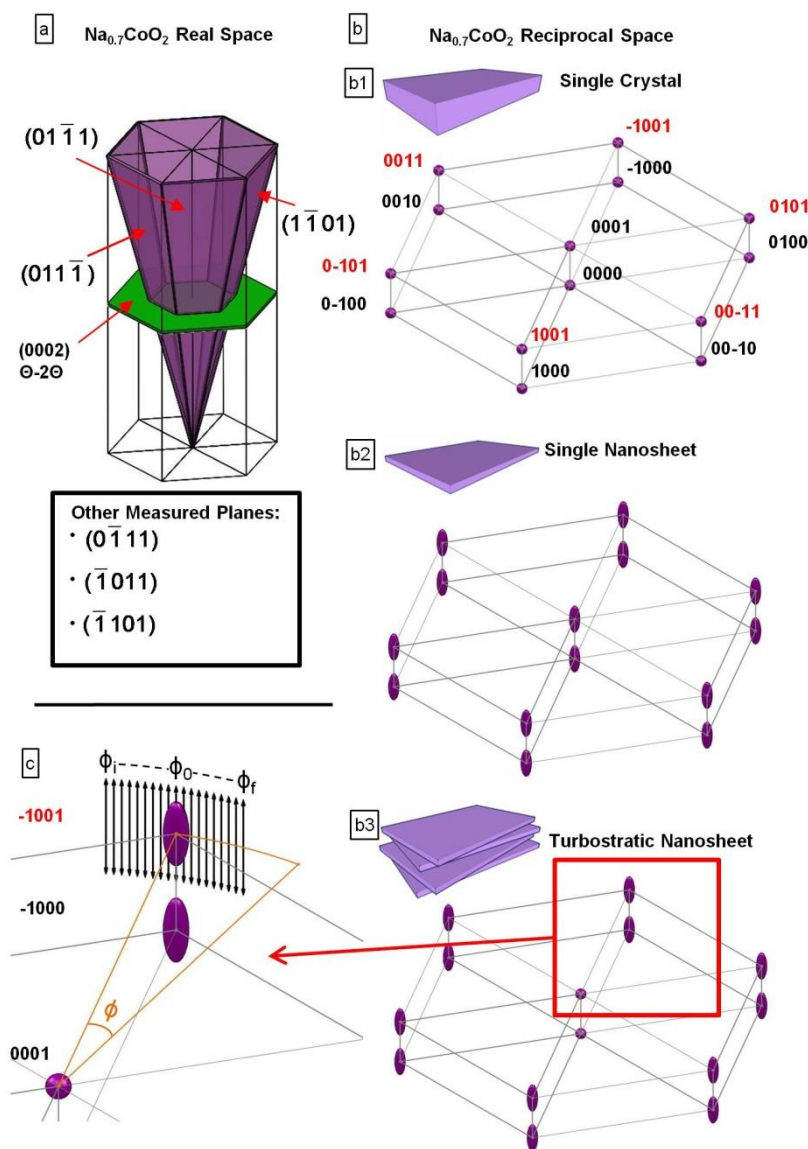 a
Na₀.₇CoO₂ Real Space
(011̅1)
(11̅01)
(0111̅)
(0002)
Θ-2Θ
Other Measured Planes:
· (01̅11)
· (1̅011)
· (1̅101)
b
Na₀.₇CoO₂ Reciprocal Space
b1
Single Crystal
-1001
0011
-1000
0010
0101
0001
0100
0-101
0000
0-100
00-11
1001
00-10
1000
b2
Single Nanosheet
b3
Turbostratic Nanosheet
c
ϕᵢ----ϕ₀-----ϕf
-1001
-1000
ϕ
0001